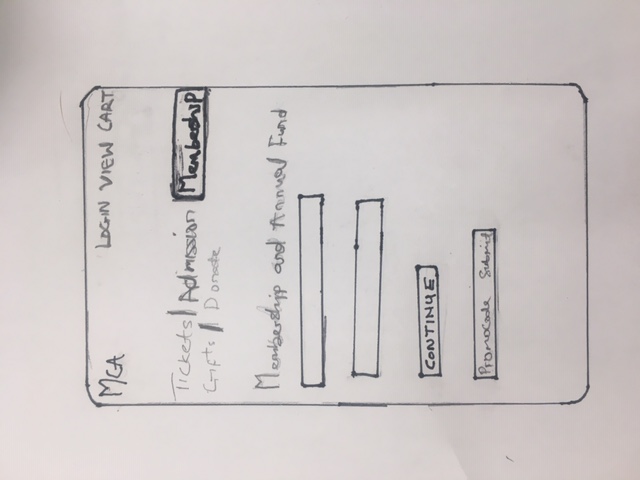 MCA LOGIN VIEW CART
Tickets | Admission Membership
Gifts | Donate
Membership and Annual Fund
CONTINUE
Promocode Submit